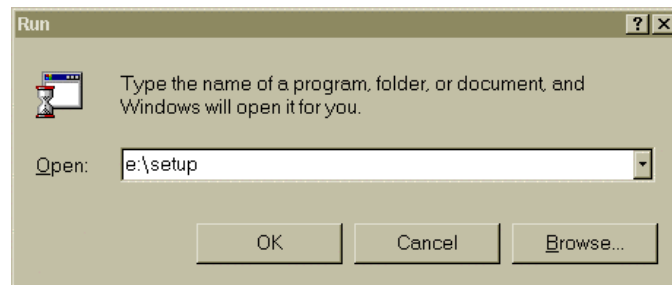 Run
Type the name of a program, folder, or document, and
Windows will open it for you.
Open: e:\setup
OK Cancel Browse...